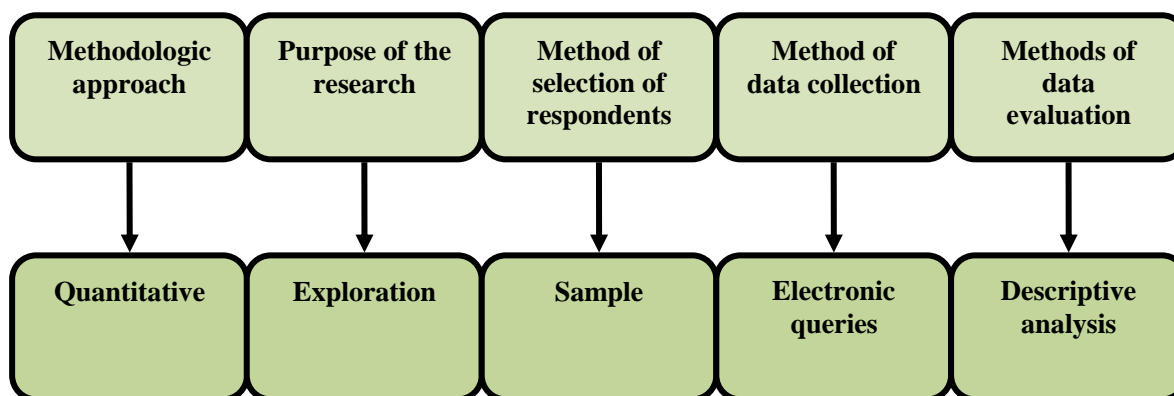 Methodologic
approach
Purpose of the
research
Method of
selection of
respondents
Method of
data collection
Methods of
data
evaluation
Quantitative
Exploration
Sample
Electronic
queries
Descriptive
analysis